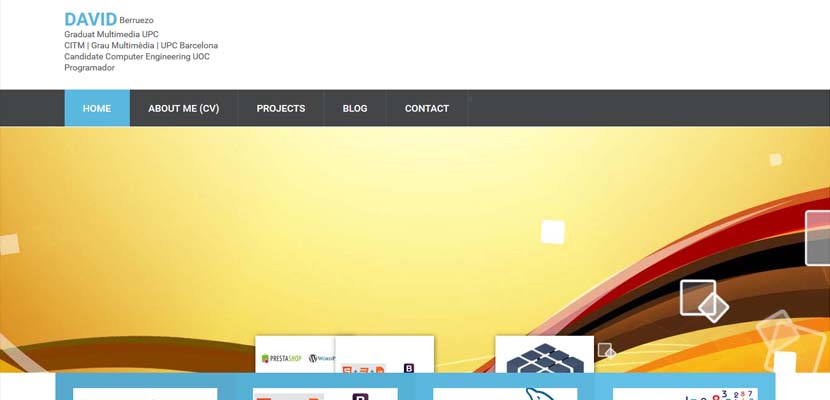 DAVID Berruezo
Graduat Multimedia UPC
CITM | Grau Multimèdia | UPC Barcelona
Candidate Computer Engineering UOC
Programador
HOME ABOUT ME (CV) PROJECTS BLOG CONTACT
PRESTASHOP
B